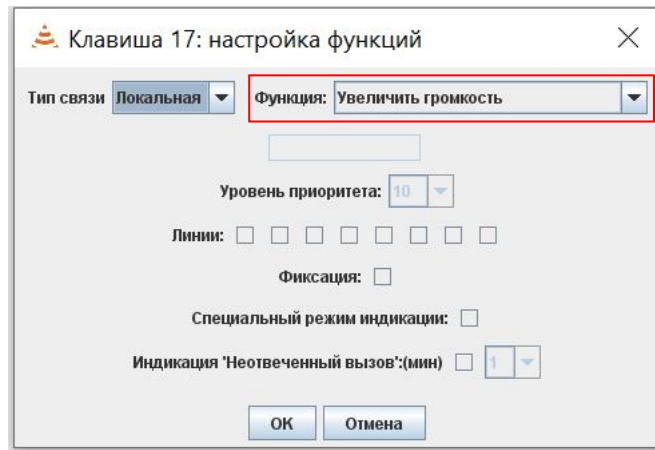 Клавиша 17: настройка функций
Тип связи Локальная Функция: Увеличить громкость
Уровень приоритета: 10
Линии:
Фиксация:
Специальный режим индикации:
Индикация 'Неотвеченный вызов':(мин) 1
ОК Отмена